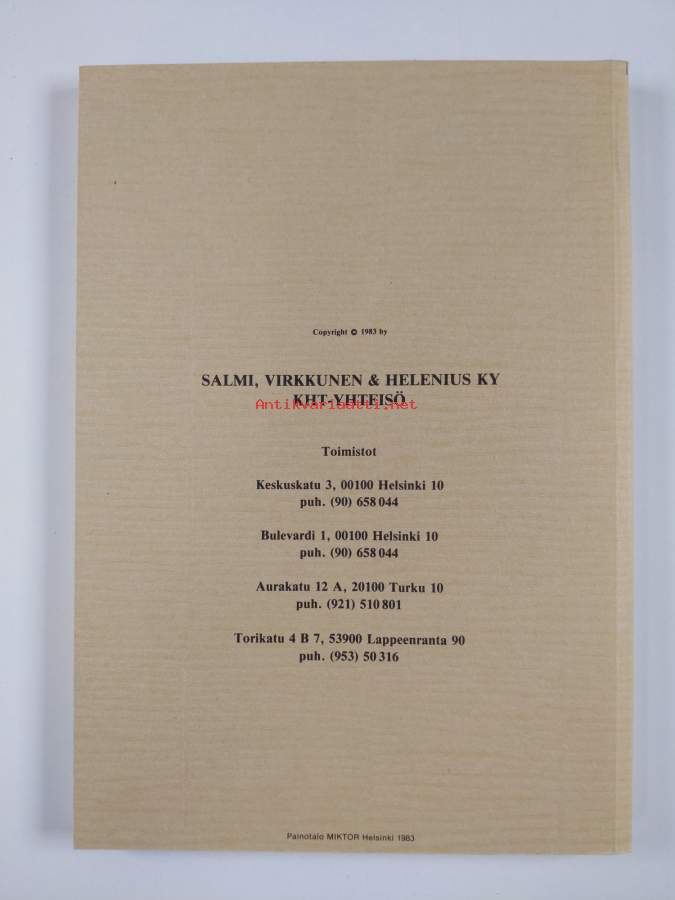 Copyright © 1983 by
SALMI, VIRKKUNEN & HELENIUS KY
KHT-YHTEISÖ
Antikvariaatti.net
Toimistot
Keskuskatu 3, 00100 Helsinki 10
puh. (90) 658 044
Bulevardi 1, 00100 Helsinki 10
puh. (90) 658 044
Aurakatu 12 A, 20100 Turku 10
puh. (921) 510 801
Torikatu 4 B 7, 53900 Lappeenranta 90
puh. (953) 50 316
Painotalo MIKTOR Helsinki 1983